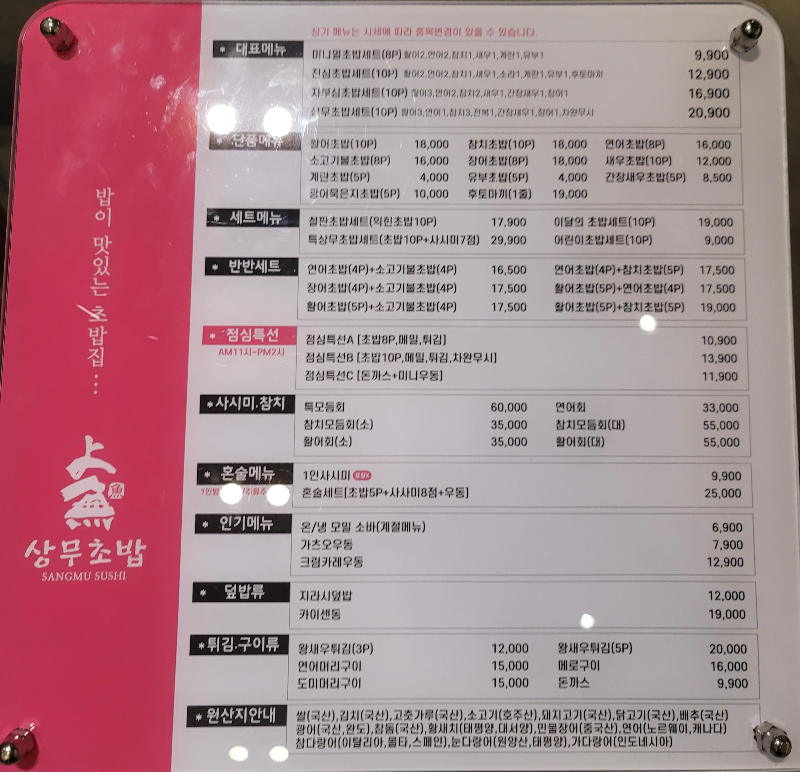 상기 메뉴는 시세에 따라 품목변경이 있을 수 있습니다.
* 대표메뉴
미니멀초밥세트(8P) 활어2,연어2,참치1,새우1,계란1,유부1 9,900
진심초밥세트(10P) 활어2,연어2,참치1,새우1,소라1,계란1,유부1,후토마끼 12,900
자부심초밥세트(10P) 활어3,연어2,참치2,새우1,간장새우1,장어1 16,900
상무초밥세트(10P) 활어3,연어1,참치3,전복1,간장새우1,장어1,차완무시 20,900
* 단품메뉴
활어초밥(10P) 18,000 참치초밥(10P) 18,000 연어초밥(8P) 16,000
소고기불초밥(8P) 16,000 장어초밥(8P) 18,000 새우초밥(10P) 12,000
계란초밥(5P) 4,000 유부초밥(5P) 4,000 간장새우초밥(5P) 8,500
광어묵은지초밥(5P) 10,000 후토마끼(1줄) 19,000
* 세트메뉴
철판초밥세트(익힌초밥10P) 17,900 이달의 초밥세트(10P) 19,000
특상무초밥세트(초밥10P+사시미7점) 29,900 어린이초밥세트(10P) 9,000
* 반반세트
연어초밥(4P)+소고기불초밥(4P) 16,500 연어초밥(4P)+참치초밥(5P) 17,500
장어초밥(4P)+소고기불초밥(4P) 17,500 활어초밥(5P)+연어초밥(4P) 17,500
활어초밥(5P)+소고기불초밥(4P) 17,500 활어초밥(5P)+참치초밥(5P) 19,000
* 점심특선
AM11시~PM2시
점심특선A [초밥8P,메밀,튀김] 10,900
점심특선B [초밥10P,메밀,튀김,차완무시] 13,900
점심특선C [돈까스+미니우동] 11,900
* 사시미.참치
특모듬회 60,000 연어회 33,000
참치모듬회(소) 35,000 참치모듬회(대) 55,000
활어회(소) 35,000 활어회(대) 55,000
* 혼술메뉴
1인사시미 9,900
혼술세트[초밥5P+사사미8점+우동] 25,000
* 인기메뉴
온/냉 모밀 소바(계절메뉴) 6,900
가츠오우동 7,900
크림카레우동 12,900
* 덮밥류
지라시덮밥 12,000
카이센동 19,000
* 튀김.구이류
왕새우튀김(3P) 12,000 왕새우튀김(5P) 20,000
연어머리구이 15,000 메로구이 16,000
도미머리구이 15,000 돈까스 9,900
* 원산지안내
쌀(국산),김치(국산),고춧가루(국산),소고기(호주산),돼지고기(국산),닭고기(국산),배추(국산)
광어(국산,완도),참돔(국산),황새치(태평양,대서양),민물장어(중국산),연어(노르웨이,캐나다)
참다랑어(이탈리아,몰타,스페인),눈다랑어(원양산,태평양),가다랑어(인도네시아)
밥이 맛있는 초밥집...
상무초밥
SANGMU SUSHI